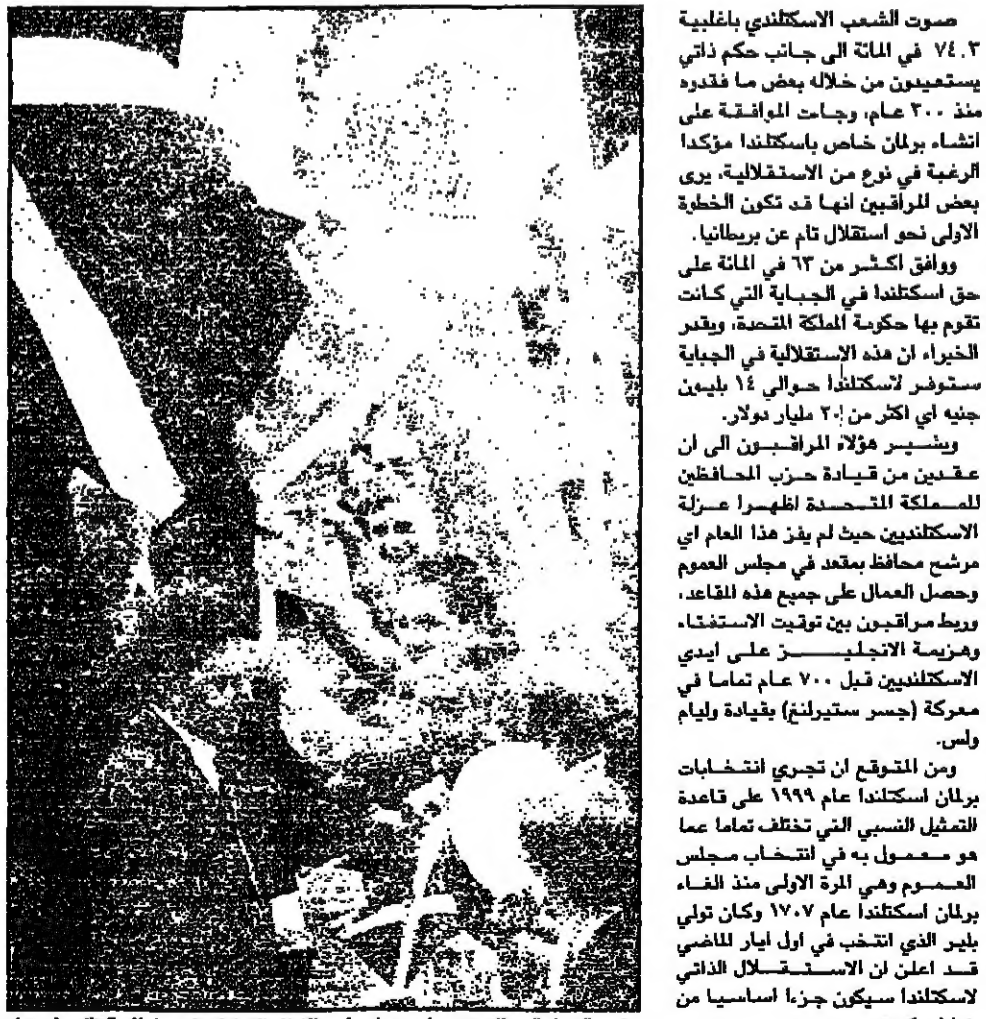 صوت الشعب الاسكتلندي باغلبية
٧٤.٣ في المائة الى جانب حكم ذاتي
يستعيدون من خلاله بعض ما فقدوه
منذ ٣٠٠ عام، وجات الموافقة على
انشاء برلمان خاص باسكتلندا مؤكدا
الرغبة في نوع من الاستقلالية، يرى
بعض المراقبين انها قد تكون الخطوة
الاولى نحو استقلال تام عن بريطانيا.
ووافق اكثر من ٦٣ في المائة على
حق اسكتلندا في الجباية التي كانت
تقوم بها حكومة المملكة المتحدة، ويقدر
الخبراء ان هذه الإستقلالية في الجباية
ستوفر لاسكتلندا حوالي ١٤ بليون
جنيه اي اكثر من ٢٠ مليار دولار.
ويشير هؤلاء المراقبون الى أن
عقدين من قيادة حزب المحافظين
للمملكة المتحدة اظهرا عزلة
الاسكتلنديين حيث لم يفز هذا العام اي
مرشح محافظ بمقعد في مجلس العموم
وحصل العمال على جميع هذه المقاعد،
وربط مراقبون بين توقيت الاستفتاء
وهزيمة الانجليز على ايدي
الاسكتلنديين قبل ٧٠٠ عام تماما في
معركة (جسر ستيرلنغ) بقيادة وليام
ولس.
ومن المتوقع ان تجري انتخابات
برلمان اسكتلندا عام ١٩٩٩ على قاعدة
التمثيل النسبي التي تختلف تماما عما
هو معمول به في انتخاب مجلس
العموم وهي المرة الاولى منذ الغاء
برلمان اسكتلندا عام ١٧٠٧ وكان تولي
بلير الذي انتخب في اول ايار الماضي
قد اعلن ان الاستقلال الذاتي
لاسكتلندا سيكون جزءا اساسيا من